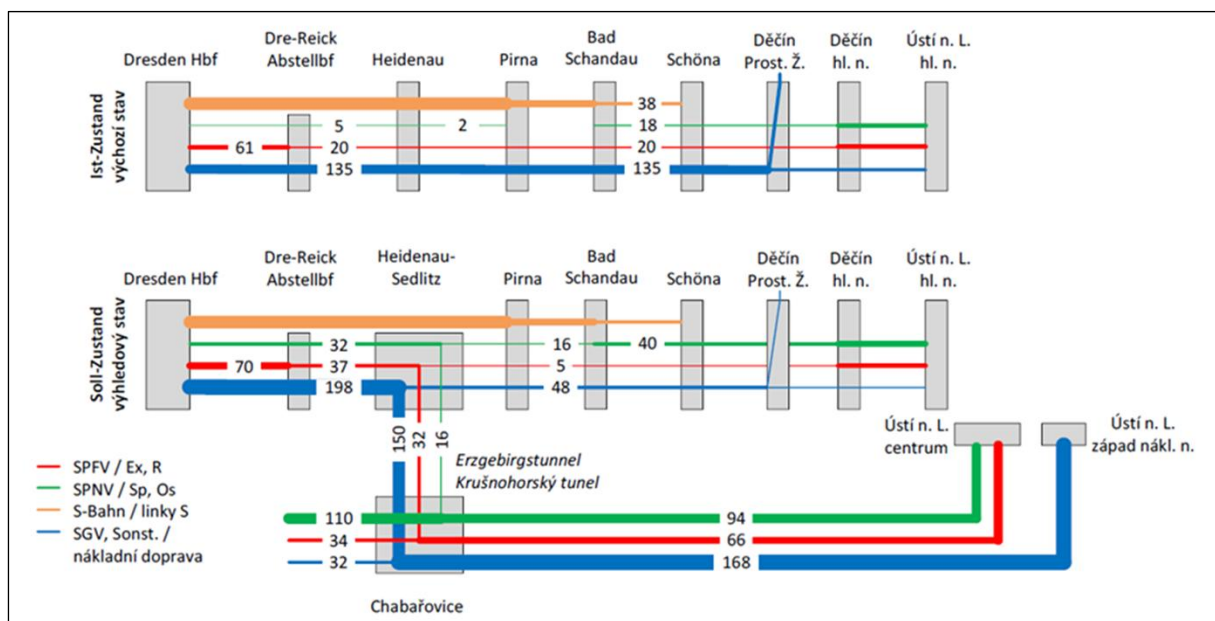 Dresden Hbf
Dre-Reick
Abstellbf
Heidenau
Pirna
Bad
Schandau
Schöna
Děčín
Prost. Ž.
Děčín
hl. n.
Ústí n. L.
hl. n.
Ist-Zustand
výchozí stav
38
5
2
18
61
20
20
135
135
Dresden Hbf
Dre-Reick
Abstellbf
Heidenau-
Sedlitz
Pirna
Bad
Schandau
Schöna
Děčín
Prost. Ž.
Děčín
hl. n.
Ústí n. L.
hl. n.
Soll-Zustand
výhledový stav
32
16
40
70
37
5
198
48
150
32
16
Ústí n. L.
centrum
Ústí n. L.
západ nákl. n.
Erzgebirgstunnel
Krušnohorský tunel
SPFV / Ex, R
SPNV / Sp, Os
S-Bahn / linky S
SGV, Sonst. /
nákladní doprava
110
94
34
66
32
168
Chabařovice